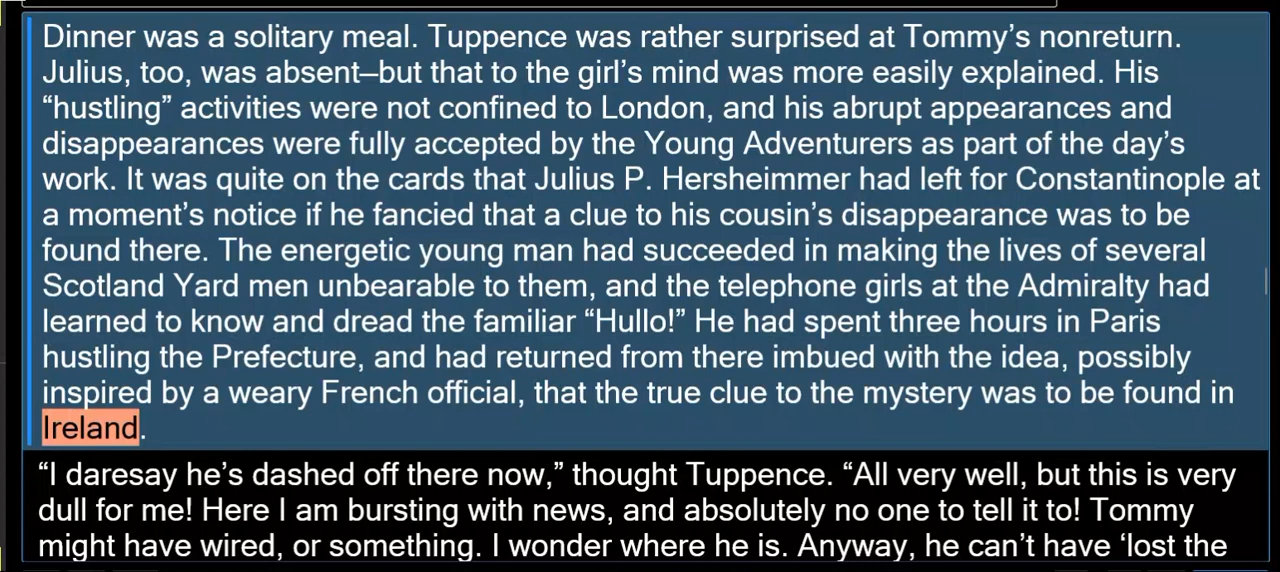 Dinner was a solitary meal. Tuppence was rather surprised at Tommy’s nonreturn.
Julius, too, was absent—but that to the girl’s mind was more easily explained. His
“hustling” activities were not confined to London, and his abrupt appearances and
disappearances were fully accepted by the Young Adventurers as part of the day’s
work. It was quite on the cards that Julius P. Hersheimmer had left for Constantinople at
a moment’s notice if he fancied that a clue to his cousin’s disappearance was to be
found there. The energetic young man had succeeded in making the lives of several
Scotland Yard men unbearable to them, and the telephone girls at the Admiralty had
learned to know and dread the familiar “Hullo!” He had spent three hours in Paris
hustling the Prefecture, and had returned from there imbued with the idea, possibly
inspired by a weary French official, that the true clue to the mystery was to be found in
Ireland.
“I daresay he’s dashed off there now,” thought Tuppence. “All very well, but this is very
dull for me! Here I am bursting with news, and absolutely no one to tell it to! Tommy
might have wired, or something. I wonder where he is. Anyway, he can’t have ‘lost the